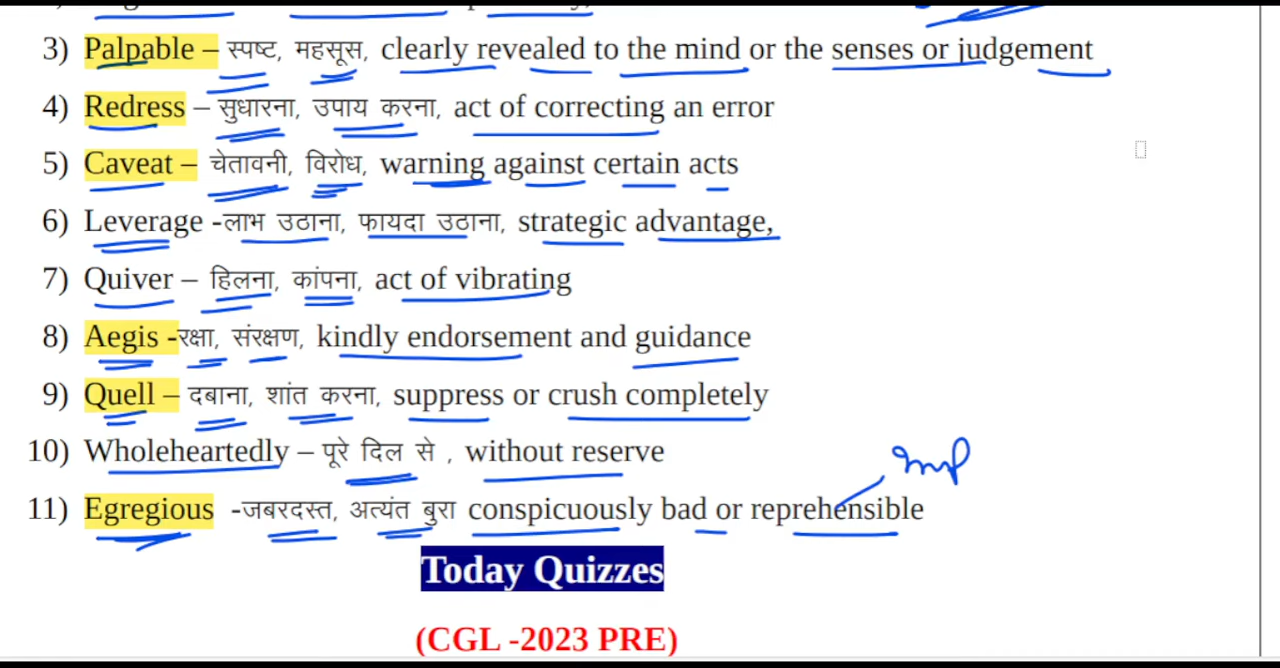 3) Palpable – स्पष्ट, महसूस, clearly revealed to the mind or the senses or judgement
4) Redress – सुधारना, उपाय करना, act of correcting an error
5) Caveat – चेतावनी, विरोध, warning against certain acts
6) Leverage -लाभ उठाना, फायदा उठाना, strategic advantage,
7) Quiver – हिलना, कांपना, act of vibrating
8) Aegis -रक्षा, संरक्षण, kindly endorsement and guidance
9) Quell – दबाना, शांत करना, suppress or crush completely
10) Wholeheartedly – पूरे दिल से , without reserve
imp
11) Egregious -जबरदस्त, अत्यंत बुरा conspicuously bad or reprehensible
Today Quizzes
(CGL -2023 PRE)